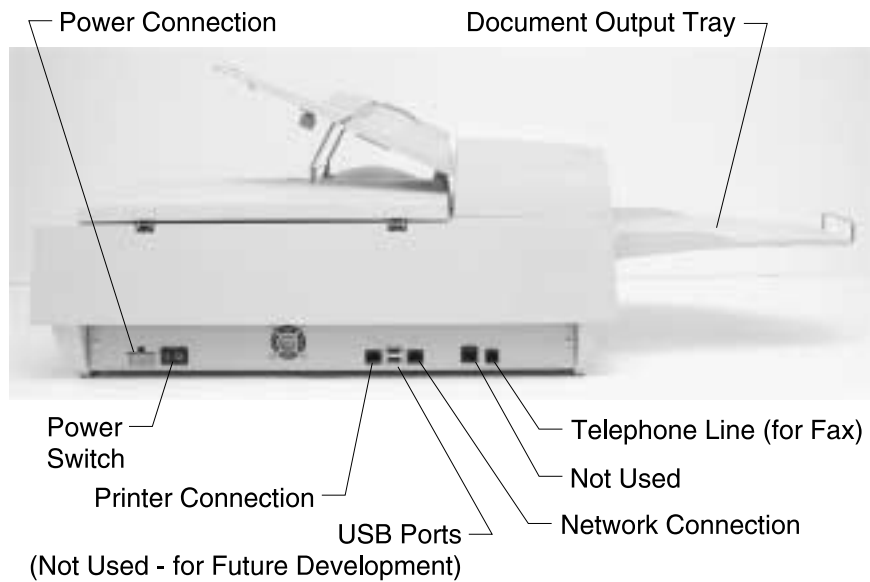 Power Connection
Document Output Tray
Power
Switch
Telephone Line (for Fax)
Not Used
Printer Connection
Network Connection
USB Ports
(Not Used - for Future Development)